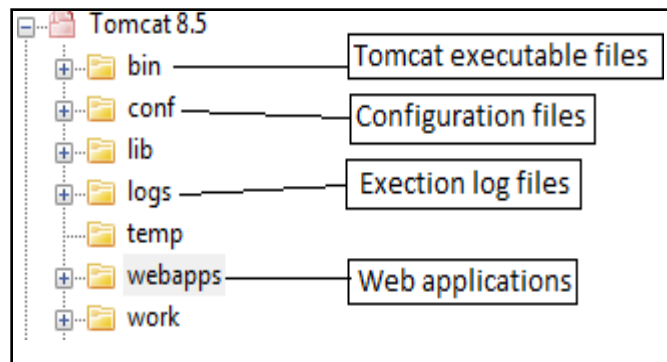 Tomcat 8.5
bin
Tomcat executable files
conf
Configuration files
lib
logs
Exection log files
temp
webapps
Web applications
work